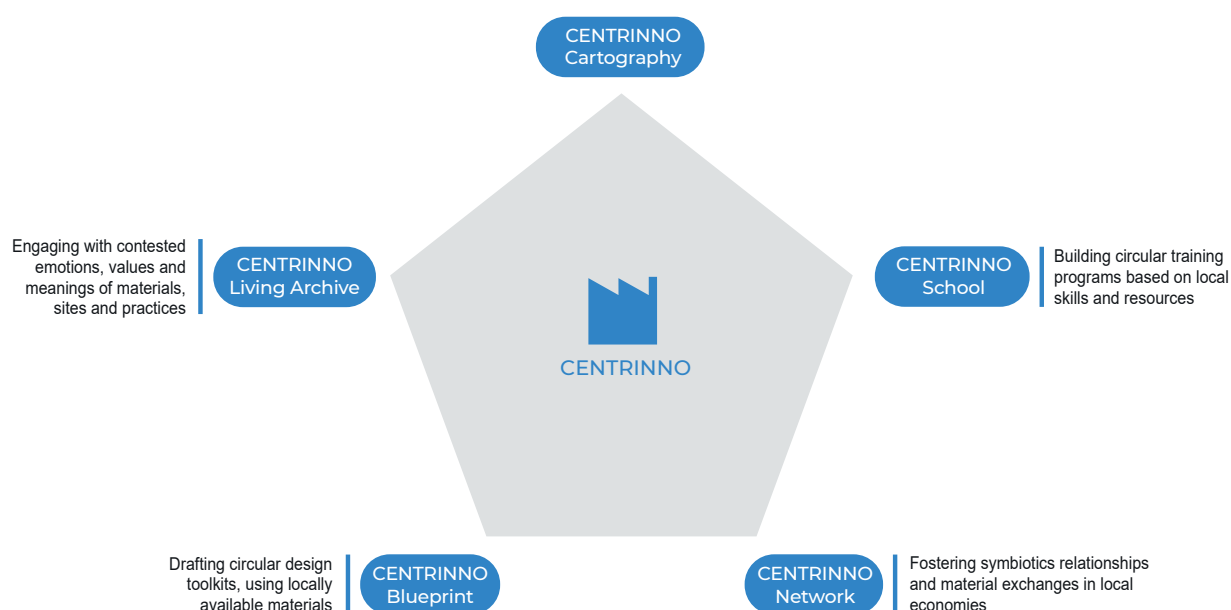 CENTRINNO
Cartography
Engaging with contested
emotions, values and
meanings of materials,
sites and practices
CENTRINNO
Living Archive
CENTRINNO
School
Building circular training
programs based on local
skills and resources
CENTRINNO
Drafting circular design
toolkits, using locally
available materials
CENTRINNO
Blueprint
CENTRINNO
Network
Fostering symbiotics relationships
and material exchanges in local
economies